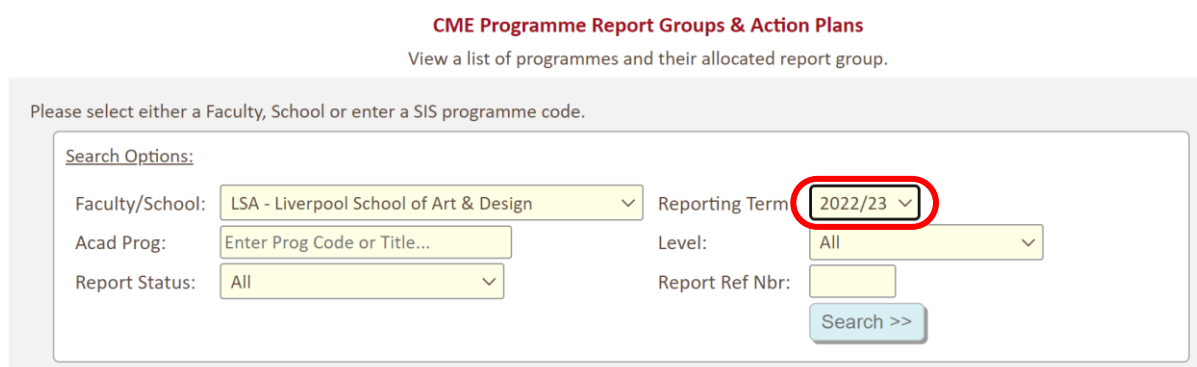 CME Programme Report Groups & Action Plans
View a list of programmes and their allocated report group.
Please select either a Faculty, School or enter a SIS programme code.
Search Options:
Faculty/School: LSA - Liverpool School of Art & Design Reporting Term 2022/23
Acad Prog: Enter Prog Code or Title... Level: All
Report Status: All Report Ref Nbr:
Search >>